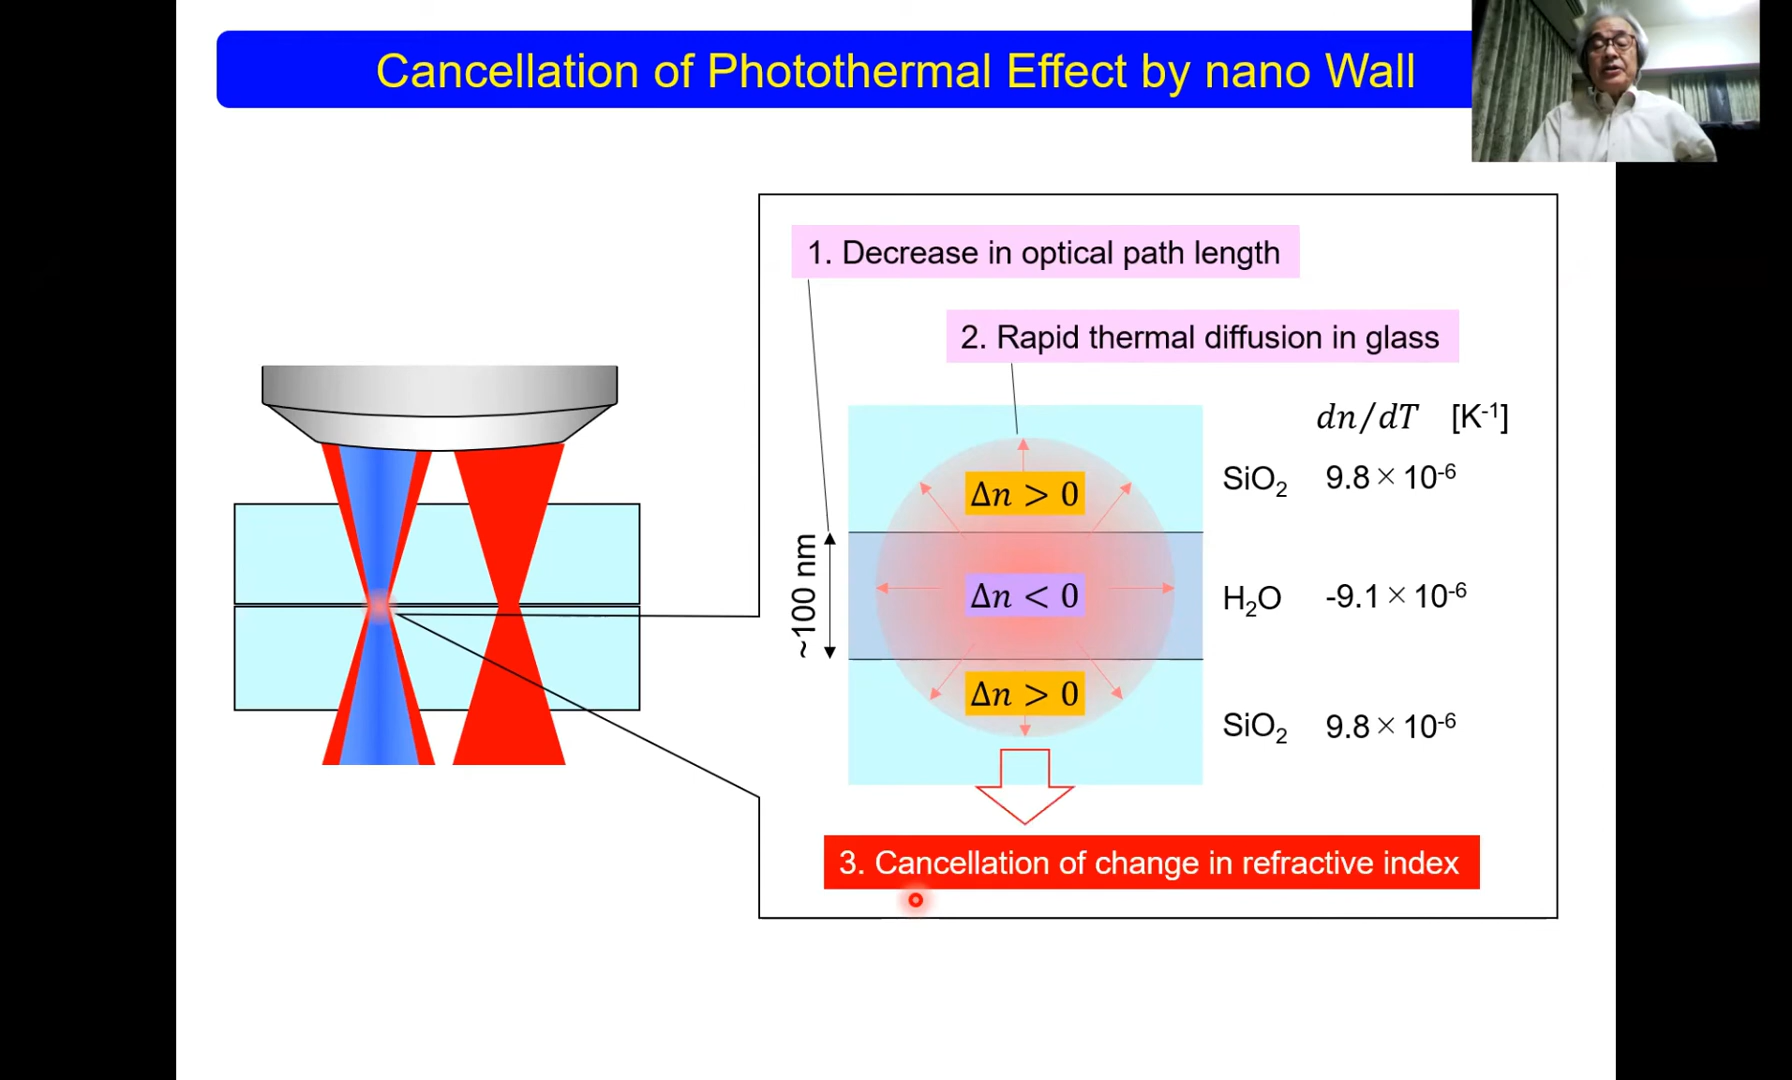 Cancellation of Photothermal Effect by nano Wall
1. Decrease in optical path length
2. Rapid thermal diffusion in glass
dn/dT [K⁻¹]
Δn > 0
SiO₂ 9.8 × 10⁻⁶
~100 nm
Δn < 0
H₂O -9.1 × 10⁻⁶
Δn > 0
SiO₂ 9.8 × 10⁻⁶
3. Cancellation of change in refractive index